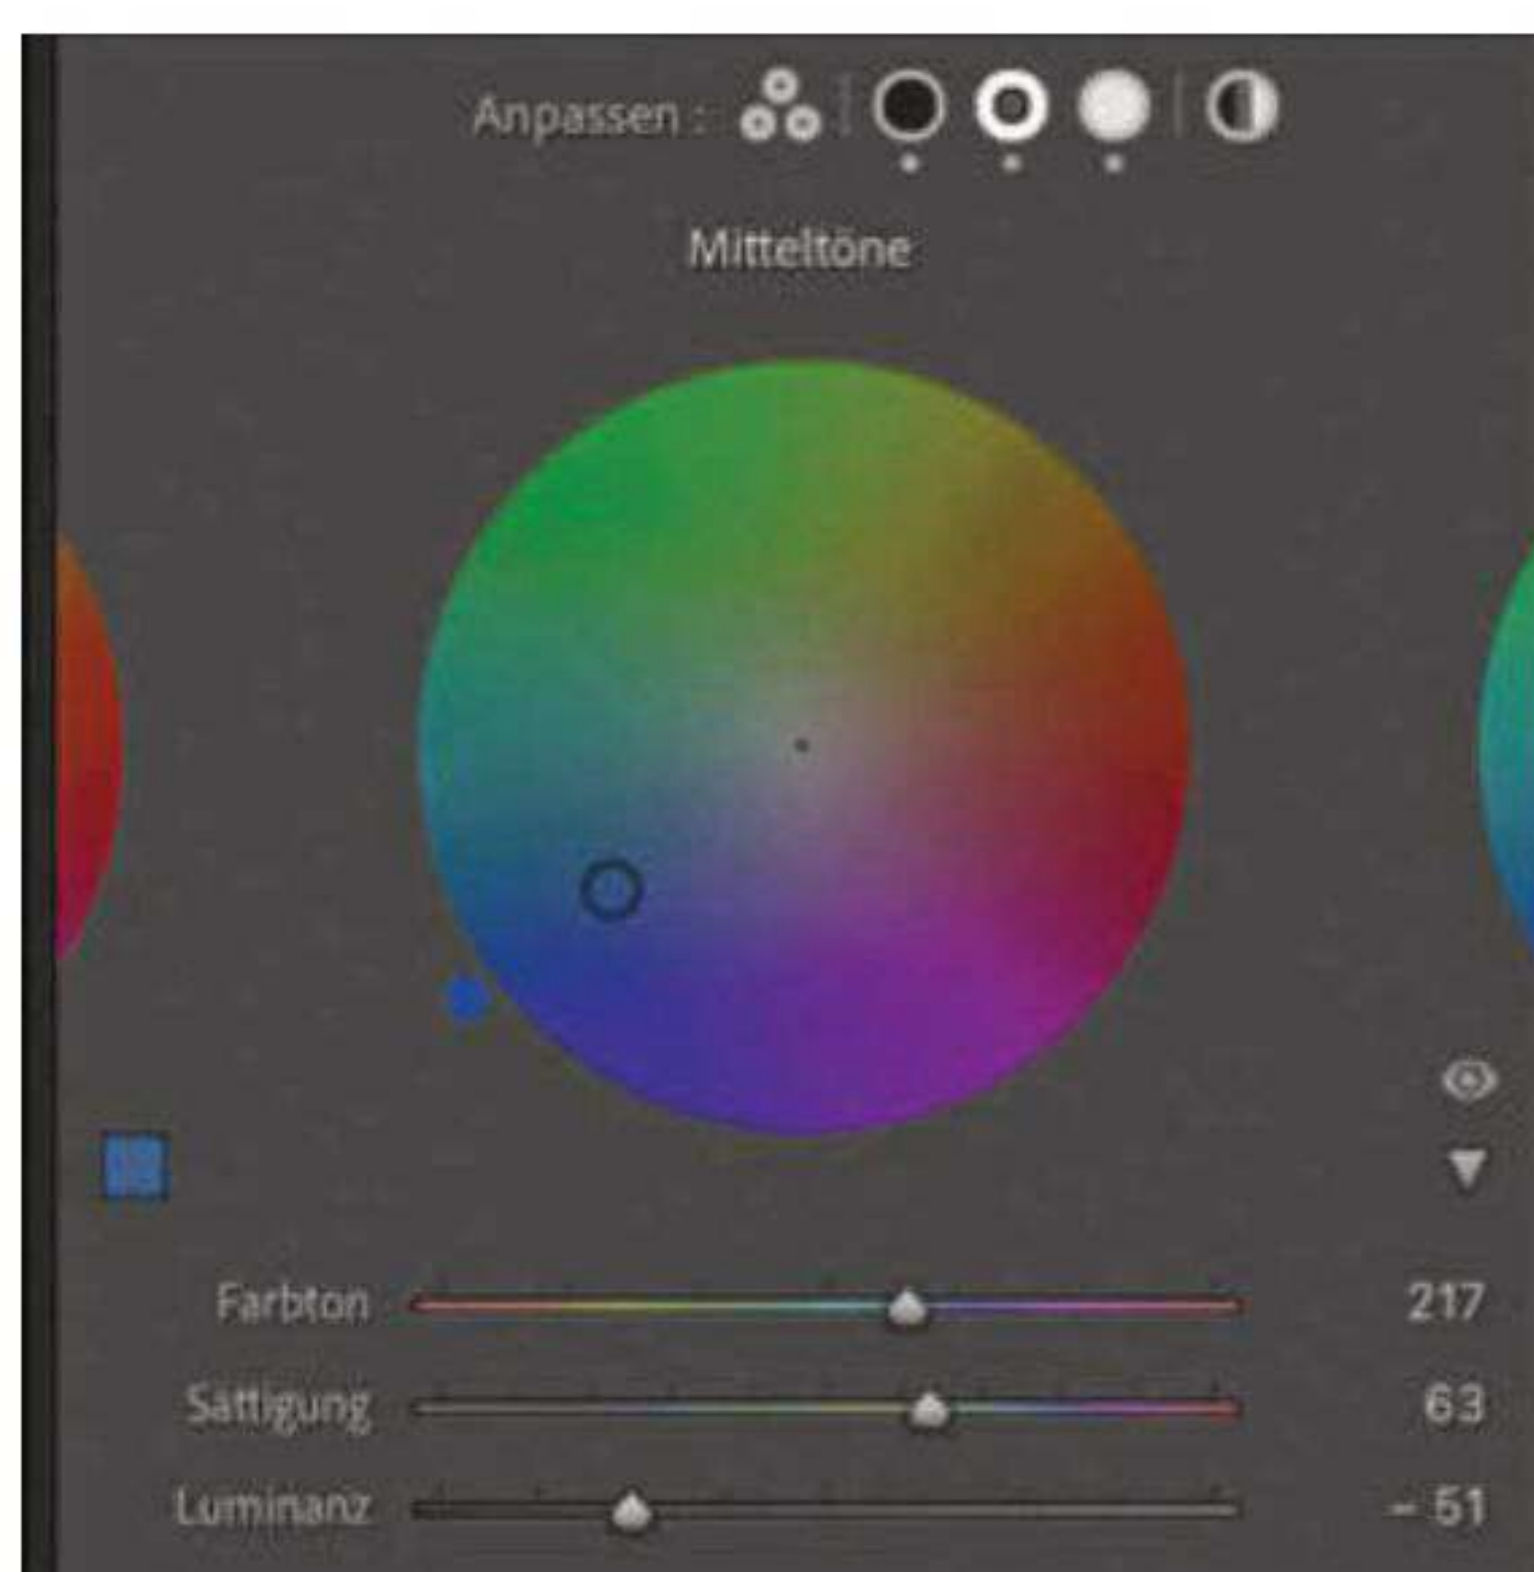 Anpassen :
Mitteltöne
Farbton 217
Sättigung 63
Luminanz - 51